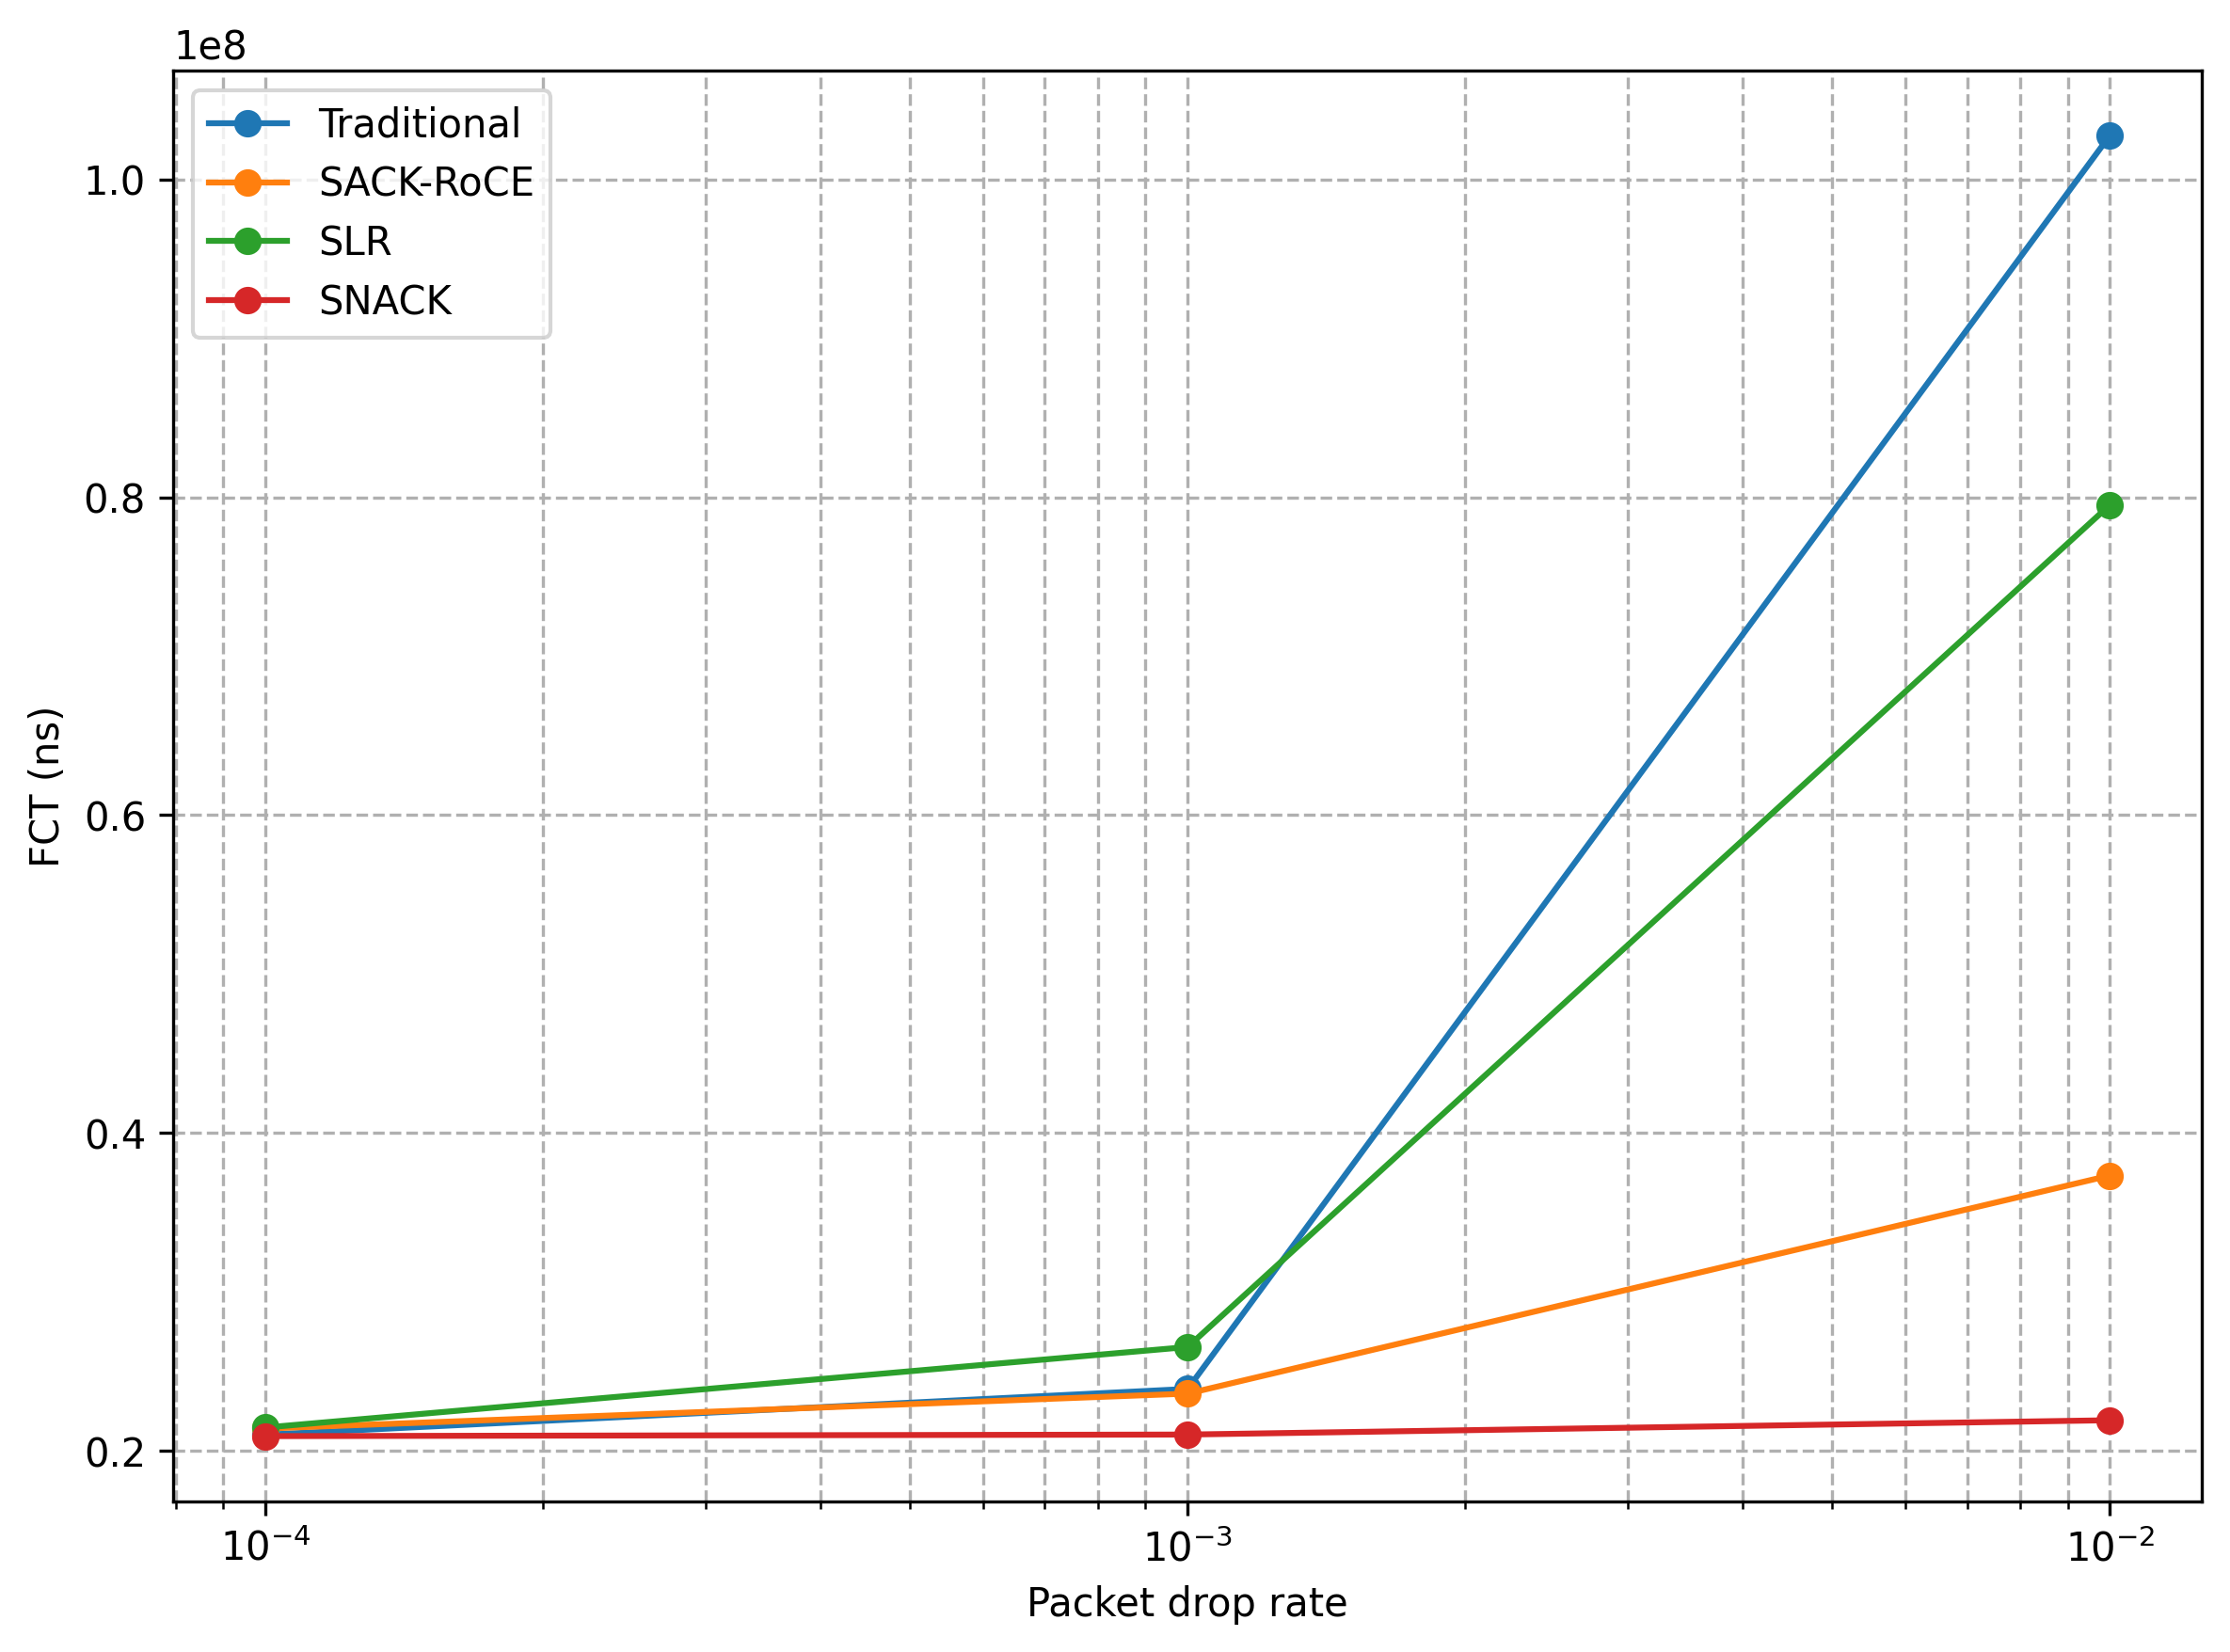 1e8
Traditional
SACK-RoCE
SLR
SNACK
1.0
0.8
0.6
0.4
0.2
FCT (ns)
10⁻⁴ 10⁻³ 10⁻²
Packet drop rate